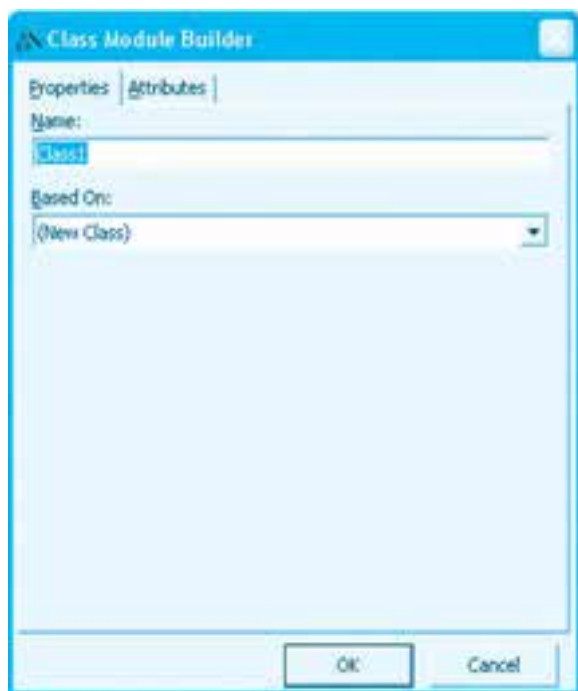 Class Module Builder
Properties Attributes
Name:
Class1
Based On:
(New Class)
OK Cancel